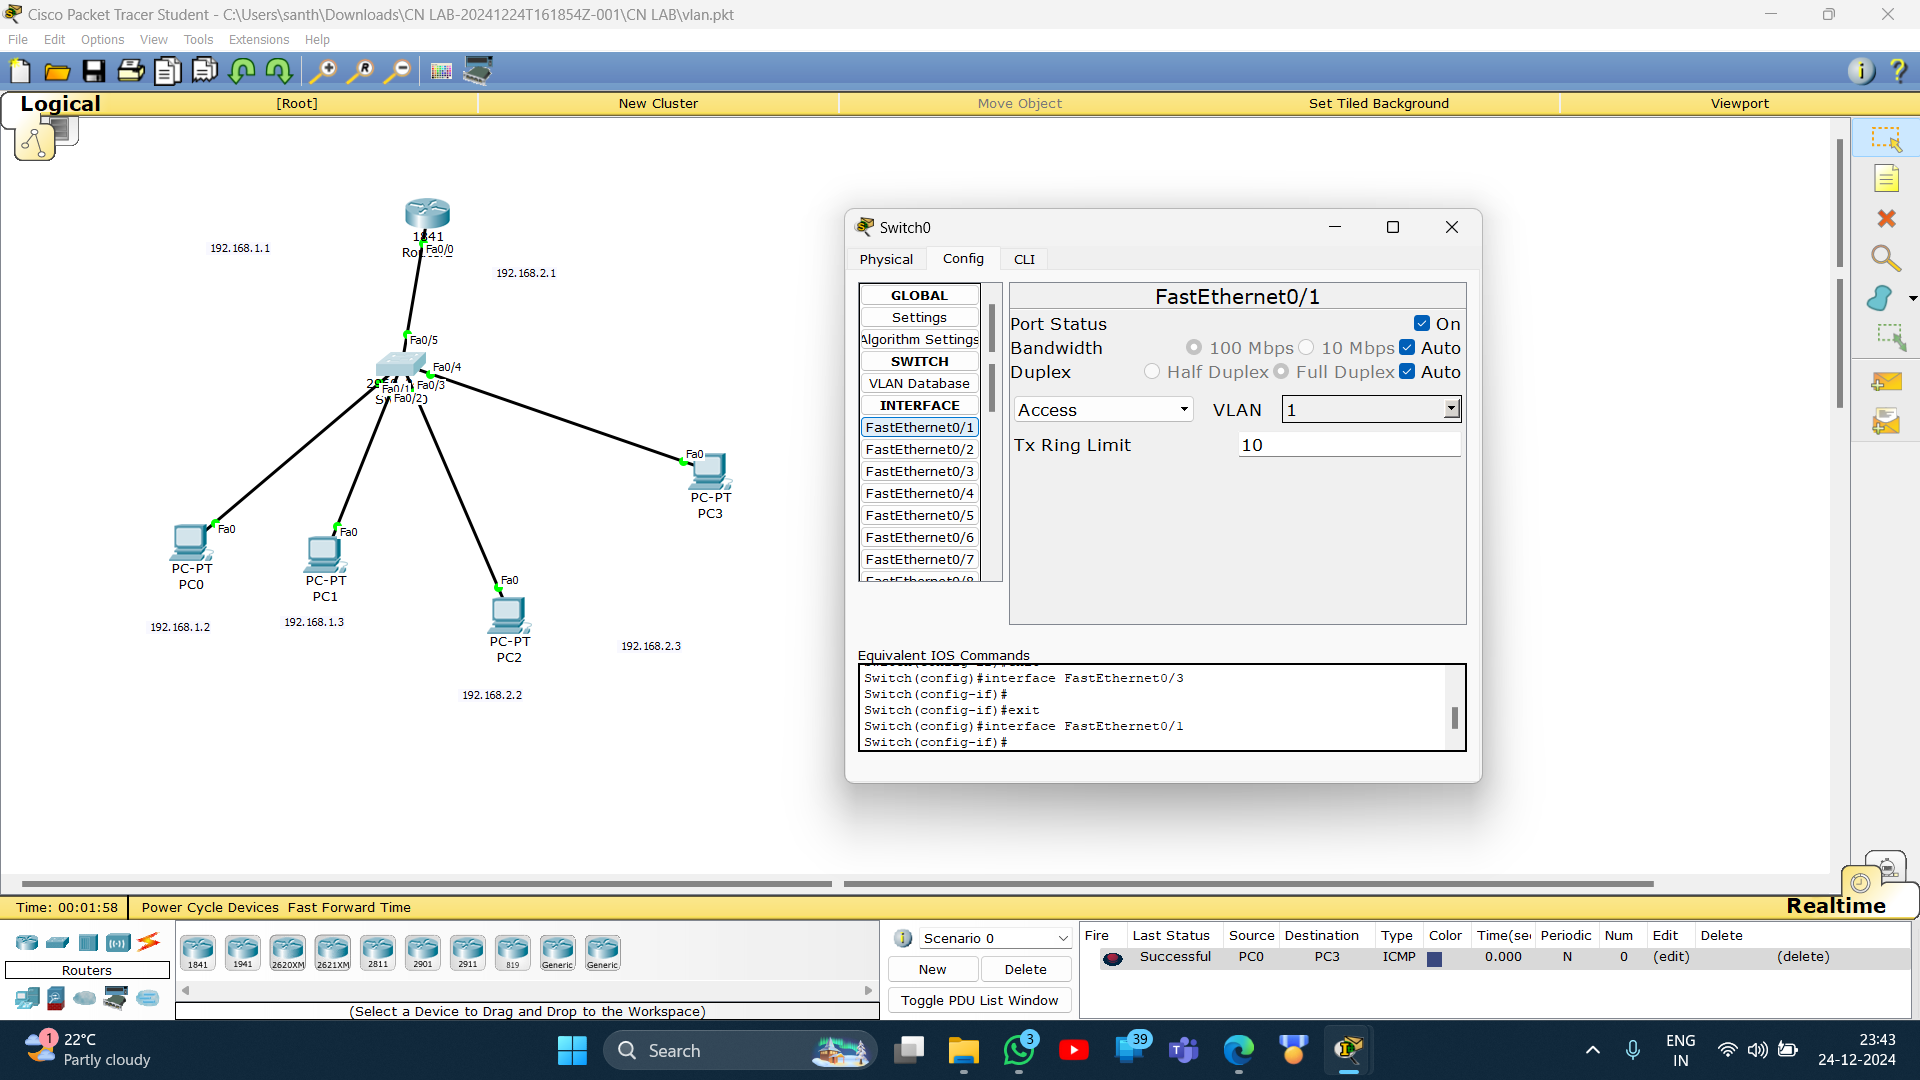 Cisco Packet Tracer Student - C:\Users\santh\Downloads\CN LAB-20241224T161854Z-001\CN LAB\vlan.pkt
File Edit Options View Tools Extensions Help
Logical [Root] New Cluster Move Object Set Tiled Background Viewport
1841
Fa0/0
192.168.1.1
192.168.2.1
Fa0/5
Fa0/4
Fa0/1
Fa0/3
Fa0/2
Fa0
PC-PT
PC3
Fa0
PC-PT
PC0
Fa0
PC-PT
PC1
Fa0
PC-PT
PC2
192.168.1.2
192.168.1.3
192.168.2.3
192.168.2.2
Switch0
Physical Config CLI
GLOBAL
Settings
Algorithm Settings
SWITCH
VLAN Database
INTERFACE
FastEthernet0/1
FastEthernet0/2
FastEthernet0/3
FastEthernet0/4
FastEthernet0/5
FastEthernet0/6
FastEthernet0/7
FastEthernet0/8
FastEthernet0/1
Port Status On
Bandwidth 100 Mbps 10 Mbps Auto
Duplex Half Duplex Full Duplex Auto
Access VLAN 1
Tx Ring Limit 10
Equivalent IOS Commands
Switch(config)#interface FastEthernet0/3
Switch(config-if)#
Switch(config-if)#exit
Switch(config)#interface FastEthernet0/1
Switch(config-if)#
Time: 00:01:58 Power Cycle Devices Fast Forward Time
Realtime
Routers
1841 1941 2620XM 2621XM 2811 2901 2911 819 Generic Generic
(Select a Device to Drag and Drop to the Workspace)
Scenario 0
New Delete
Toggle PDU List Window
Fire Last Status Source Destination Type Color Time(sec Periodic Num Edit Delete
Successful PC0 PC3 ICMP 0.000 N 0 (edit) (delete)
1
22°C
Partly cloudy
Search
3
39
ENG
IN
23:43
24-12-2024